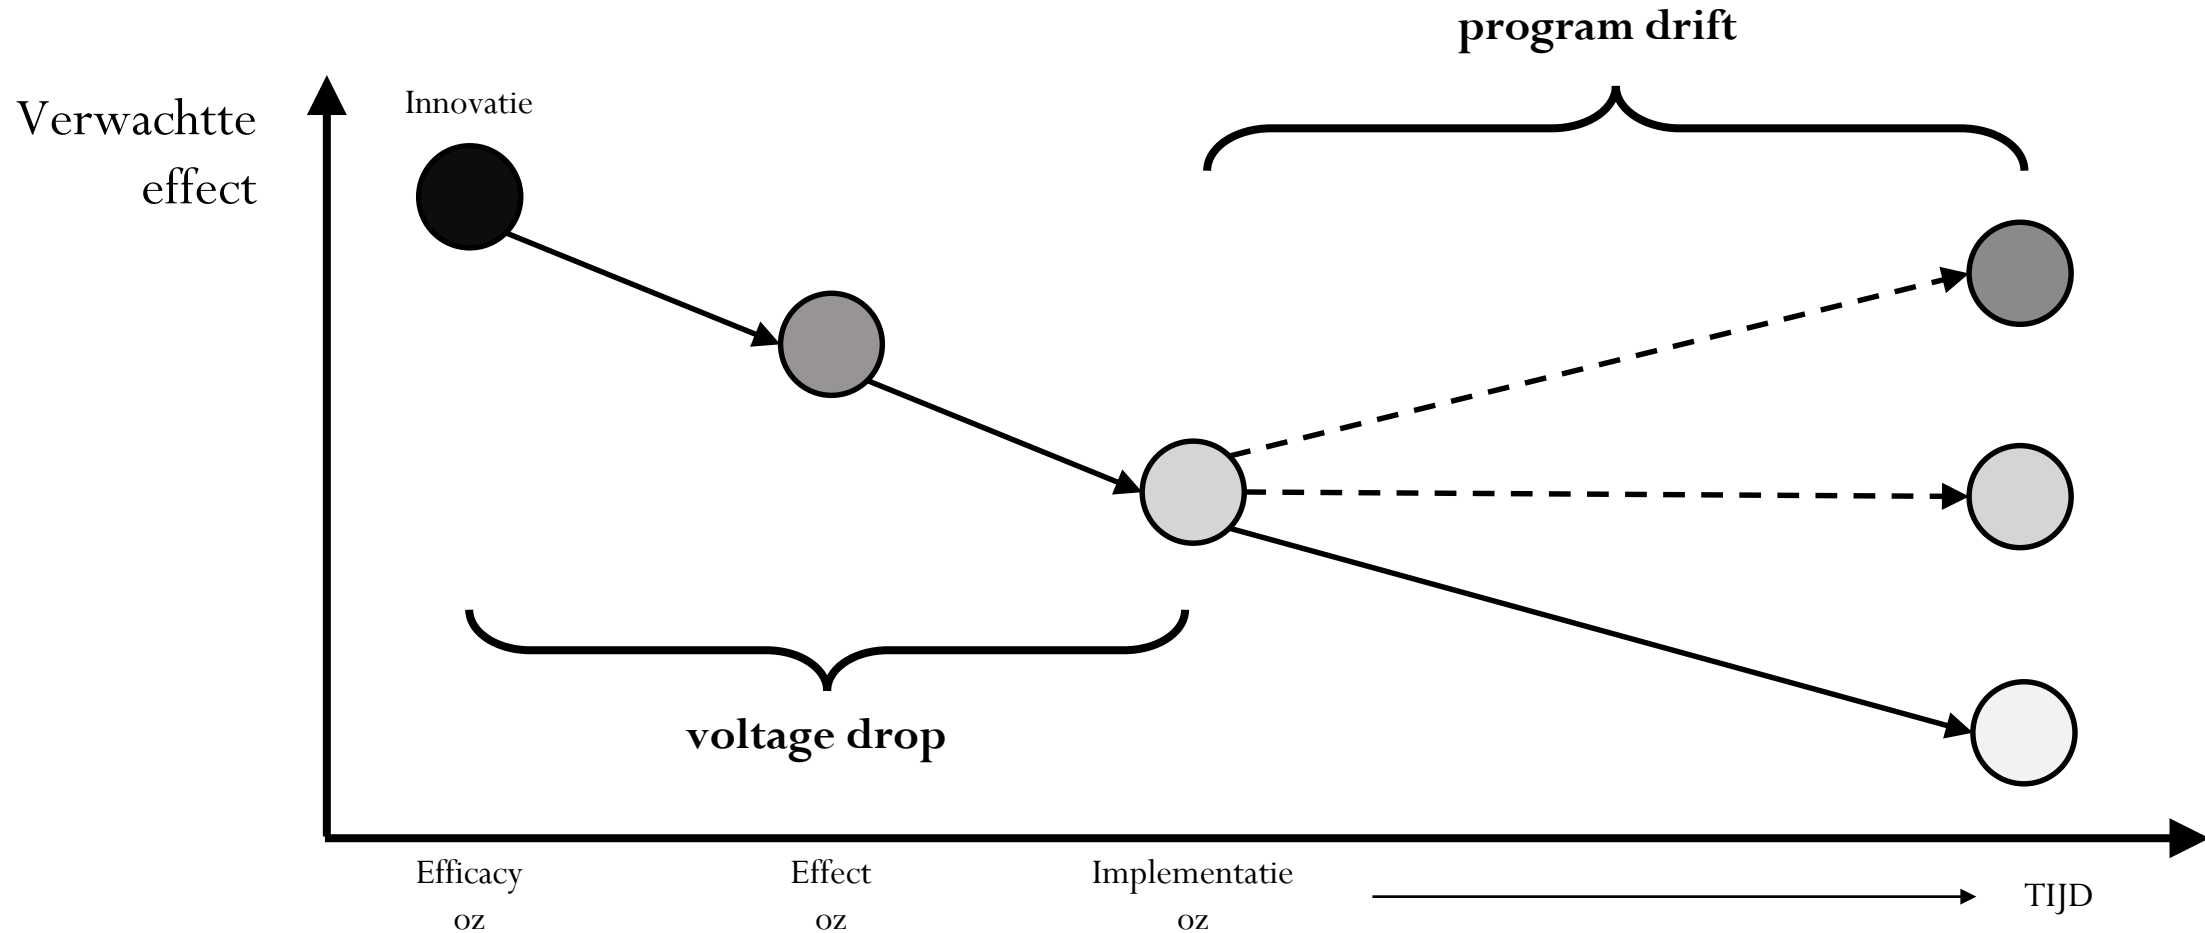 program drift
Verwachtte
effect
Innovatie
voltage drop
Efficacy
oz
Effect
oz
Implementatie
oz
TIJD